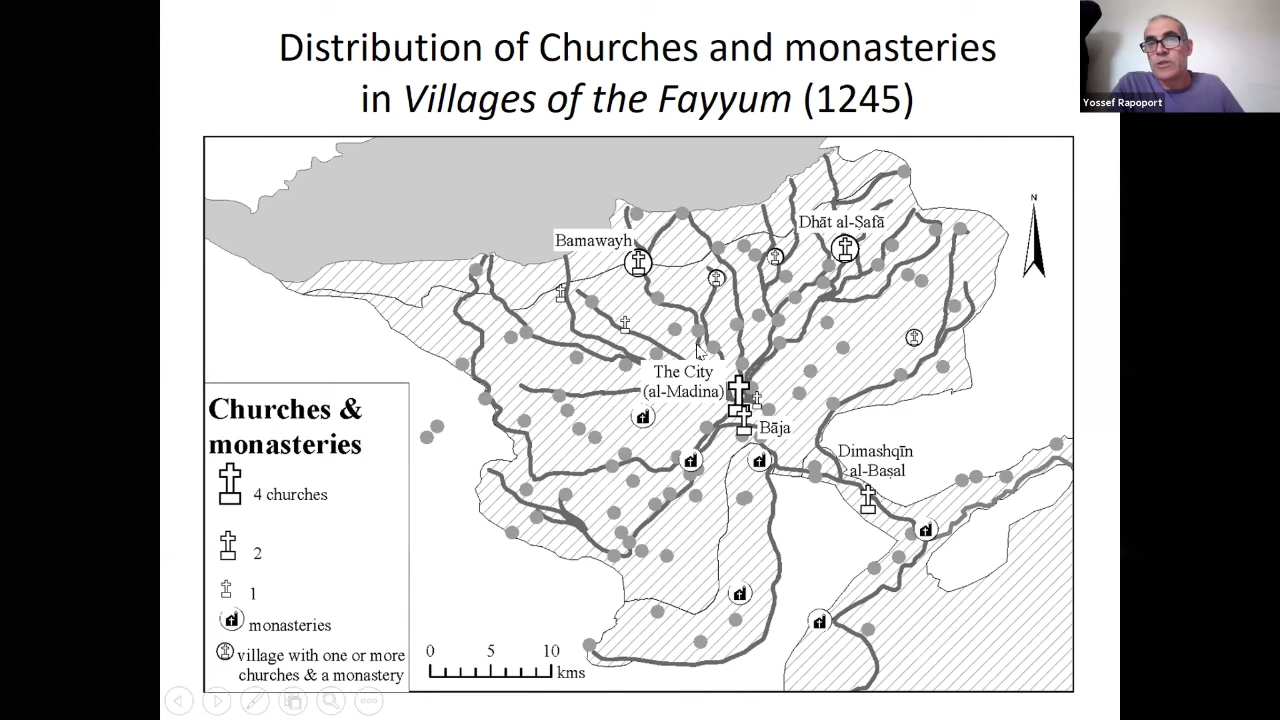 Distribution of Churches and monasteries
in Villages of the Fayyum (1245)
Yossef Rapoport
N
Dhāt al-Ṣafā
Bamawayh
The City
(al-Madina)
Bāja
Dimashqīn
al-Baṣal
Churches &
monasteries
4 churches
2
1
monasteries
village with one or more
churches & a monastery
0 5 10
kms